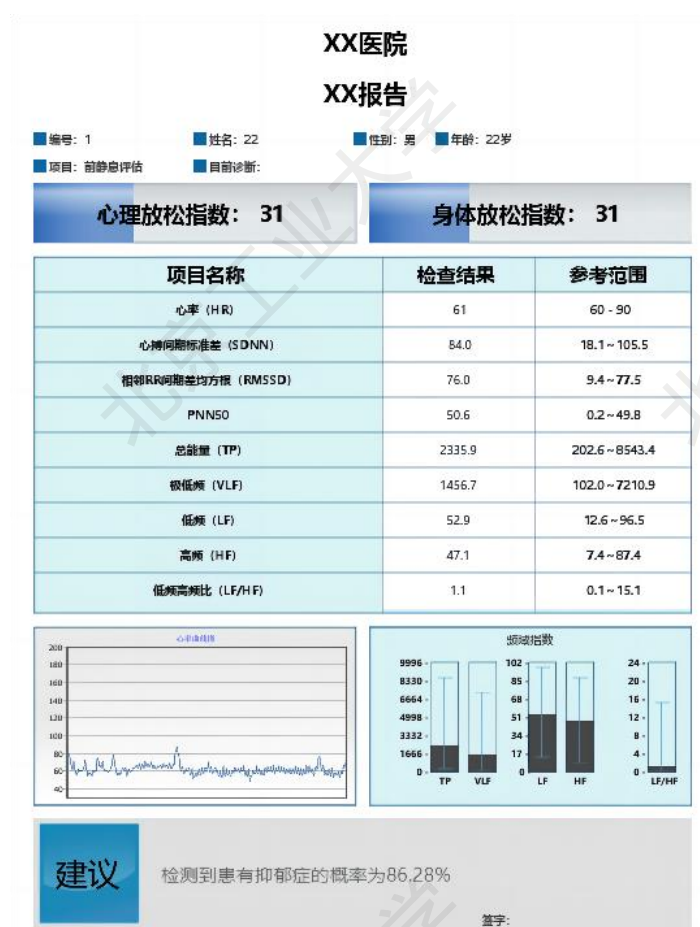 XX医院
XX报告
编号: 1 姓名: 22 性别: 男 年龄: 22岁
项目: 前静息评估 目前诊断:
心理放松指数: 31 身体放松指数: 31
项目名称 检查结果 参考范围
心率 (HR) 61 60 - 90
心搏间期标准差 (SDNN) 84.0 18.1~105.5
相邻RR间期差均方根 (RMSSD) 76.0 9.4~77.5
PNN50 50.6 0.2~49.8
总能量 (TP) 2335.9 202.6~8543.4
极低频 (VLF) 1456.7 102.0~7210.9
低频 (LF) 52.9 12.6~96.5
高频 (HF) 47.1 7.4~87.4
低频高频比 (LF/HF) 1.1 0.1~15.1
心率曲线图
200
180
160
140
120
100
80
60
40
频域指数
9996 102 24
8330 85 20
6664 68 16
4998 51 12
3332 34 8
1666 17 4
0 0 0
TP VLF LF HF LF/HF
建议
检测到患有抑郁症的概率为86,28%
签字:
北京工业大学